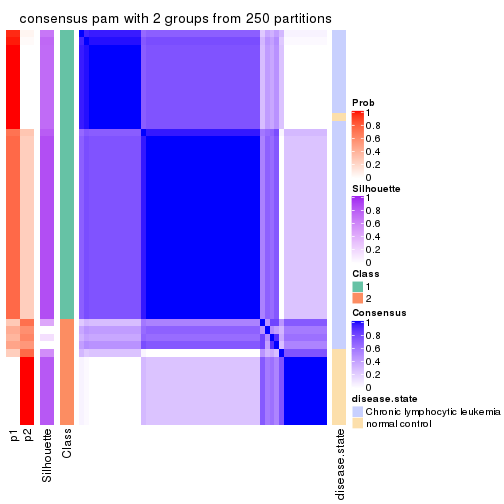 consensus pam with 2 groups from 250 partitions
Prob
1
0.8
0.6
0.4
0.2
0
Silhouette
1
0.8
0.6
0.4
0.2
0
Class
1
2
Consensus
1
0.8
0.6
0.4
0.2
0
disease.state
Chronic lymphocytic leukemia
normal control
p1
p2
Silhouette
Class
disease.state